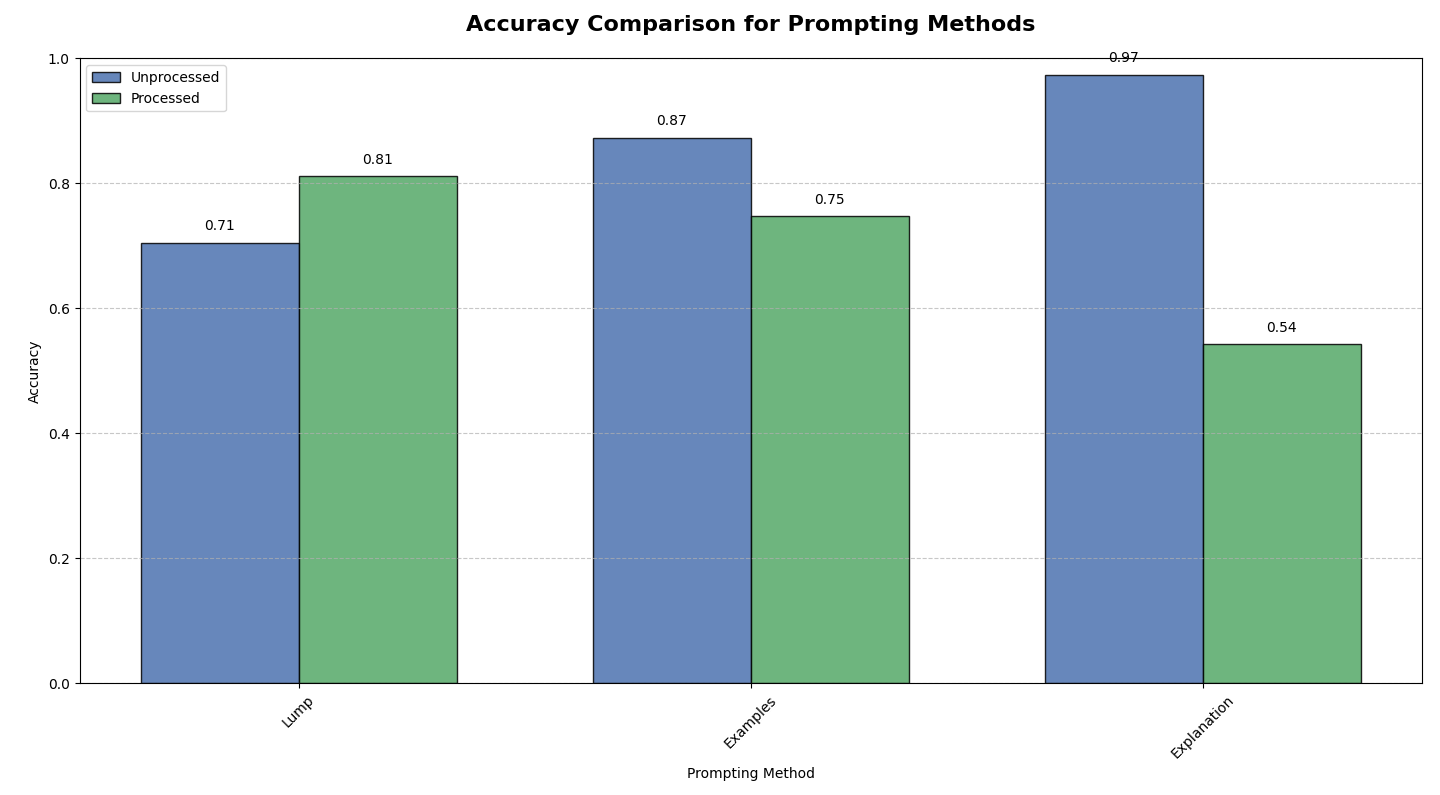 Accuracy Comparison for Prompting Methods
Unprocessed
Processed
1.0
0.8
0.6
0.4
0.2
0.0
Accuracy
0.71
0.81
0.87
0.75
0.97
0.54
Lump
Examples
Explanation
Prompting Method